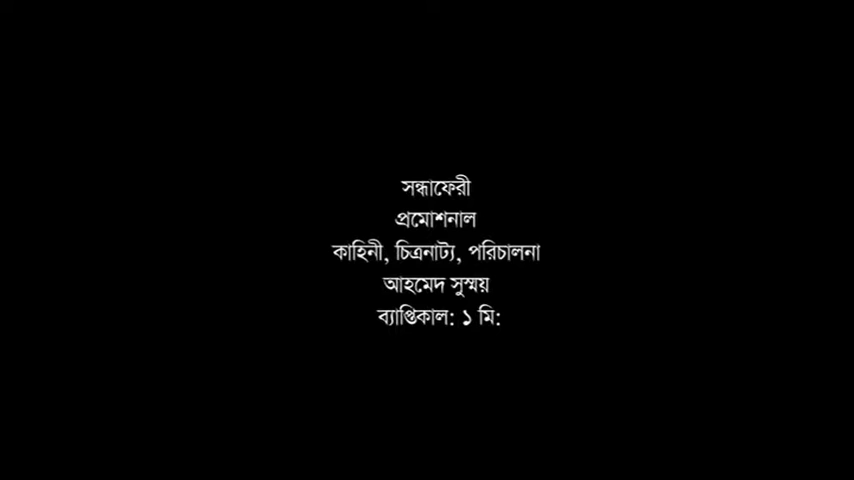 সন্ধাফেরী
প্রমোশনাল
কাহিনী, চিত্রনাট্য, পরিচালনা
আহমেদ সুস্ময়
ব্যাপ্তিকাল: ১ মি: